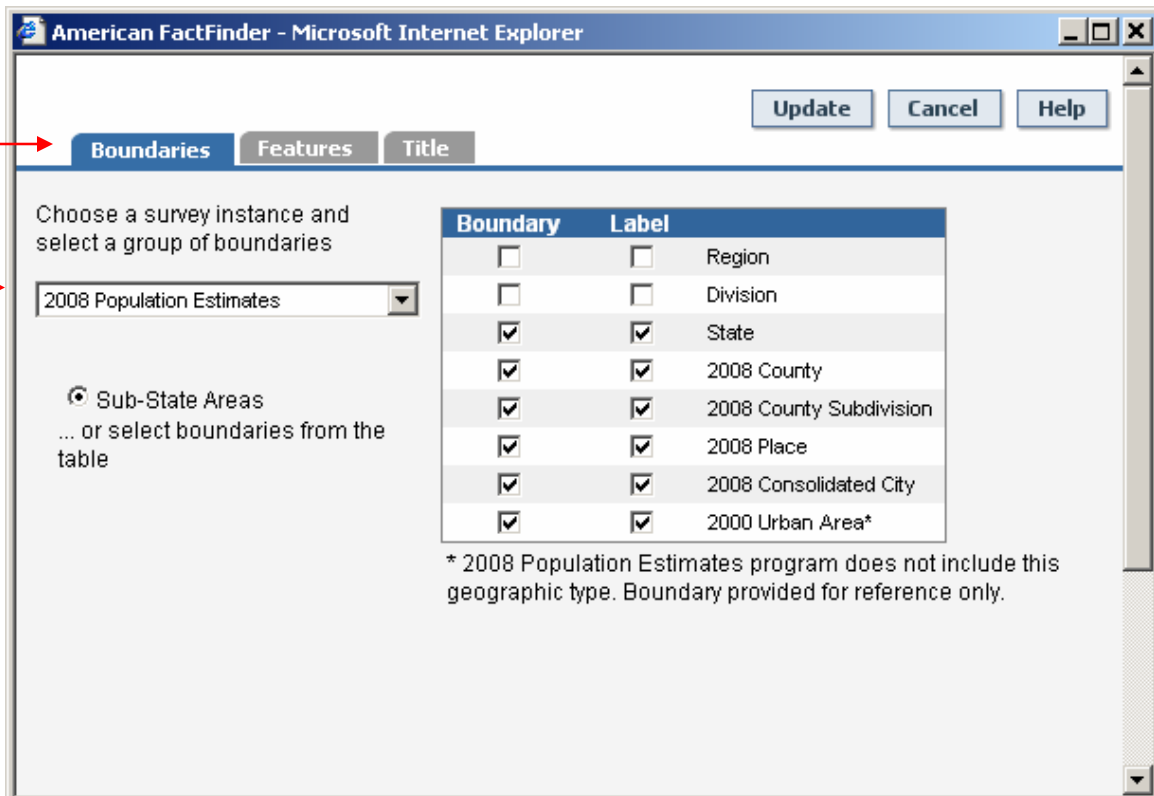 American FactFinder - Microsoft Internet Explorer
Update Cancel Help
Boundaries Features Title
Choose a survey instance and
select a group of boundaries
2008 Population Estimates
Sub-State Areas
... or select boundaries from the
table
Boundary Label
Region
Division
State
2008 County
2008 County Subdivision
2008 Place
2008 Consolidated City
2000 Urban Area*
* 2008 Population Estimates program does not include this
geographic type. Boundary provided for reference only.